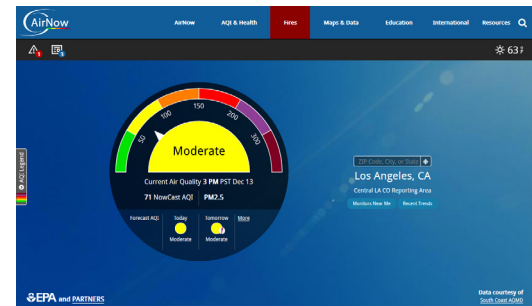 AirNow
AirNow
AQI & Health
Fires
Maps & Data
Education
International
Resources
63
AQI Legend
50
100
150
200
300
Moderate
Current Air Quality 3 PM PST Dec 13
71 NowCast AQI
PM2.5
Forecast AQI
Today
Moderate
Tomorrow
Moderate
More
ZIP Code, City, or State
Los Angeles, CA
Central LA CO Reporting Area
Monitors Near Me
Recent Trends
EPA and PARTNERS
Data courtesy of
South Coast AQMD